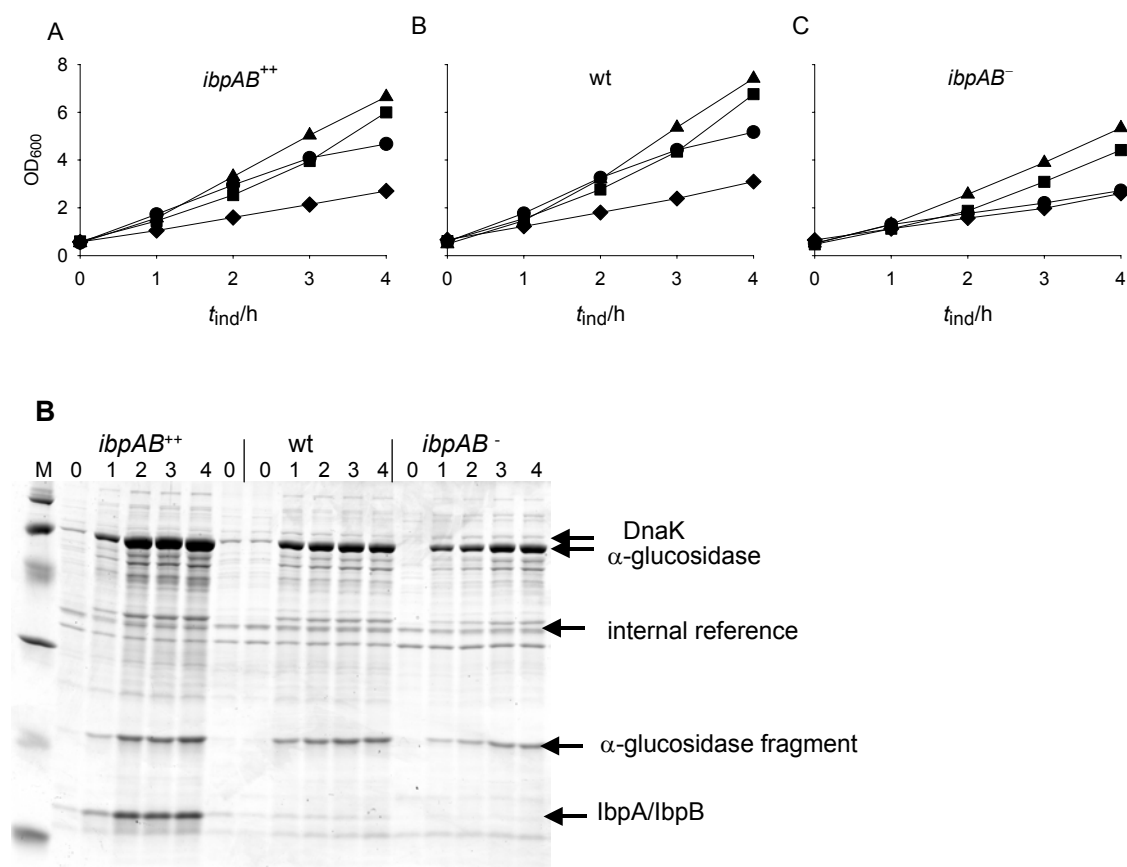 A
B
C
ibpAB++
wt
ibpAB−
OD600
8
6
4
2
0
0 1 2 3 4
0 1 2 3 4
0 1 2 3 4
tind/h
tind/h
tind/h
B
ibpAB++ wt ibpAB -
M 0 1 2 3 4 0 0 1 2 3 4 0 1 2 3 4
DnaK
α-glucosidase
internal reference
α-glucosidase fragment
IbpA/IbpB